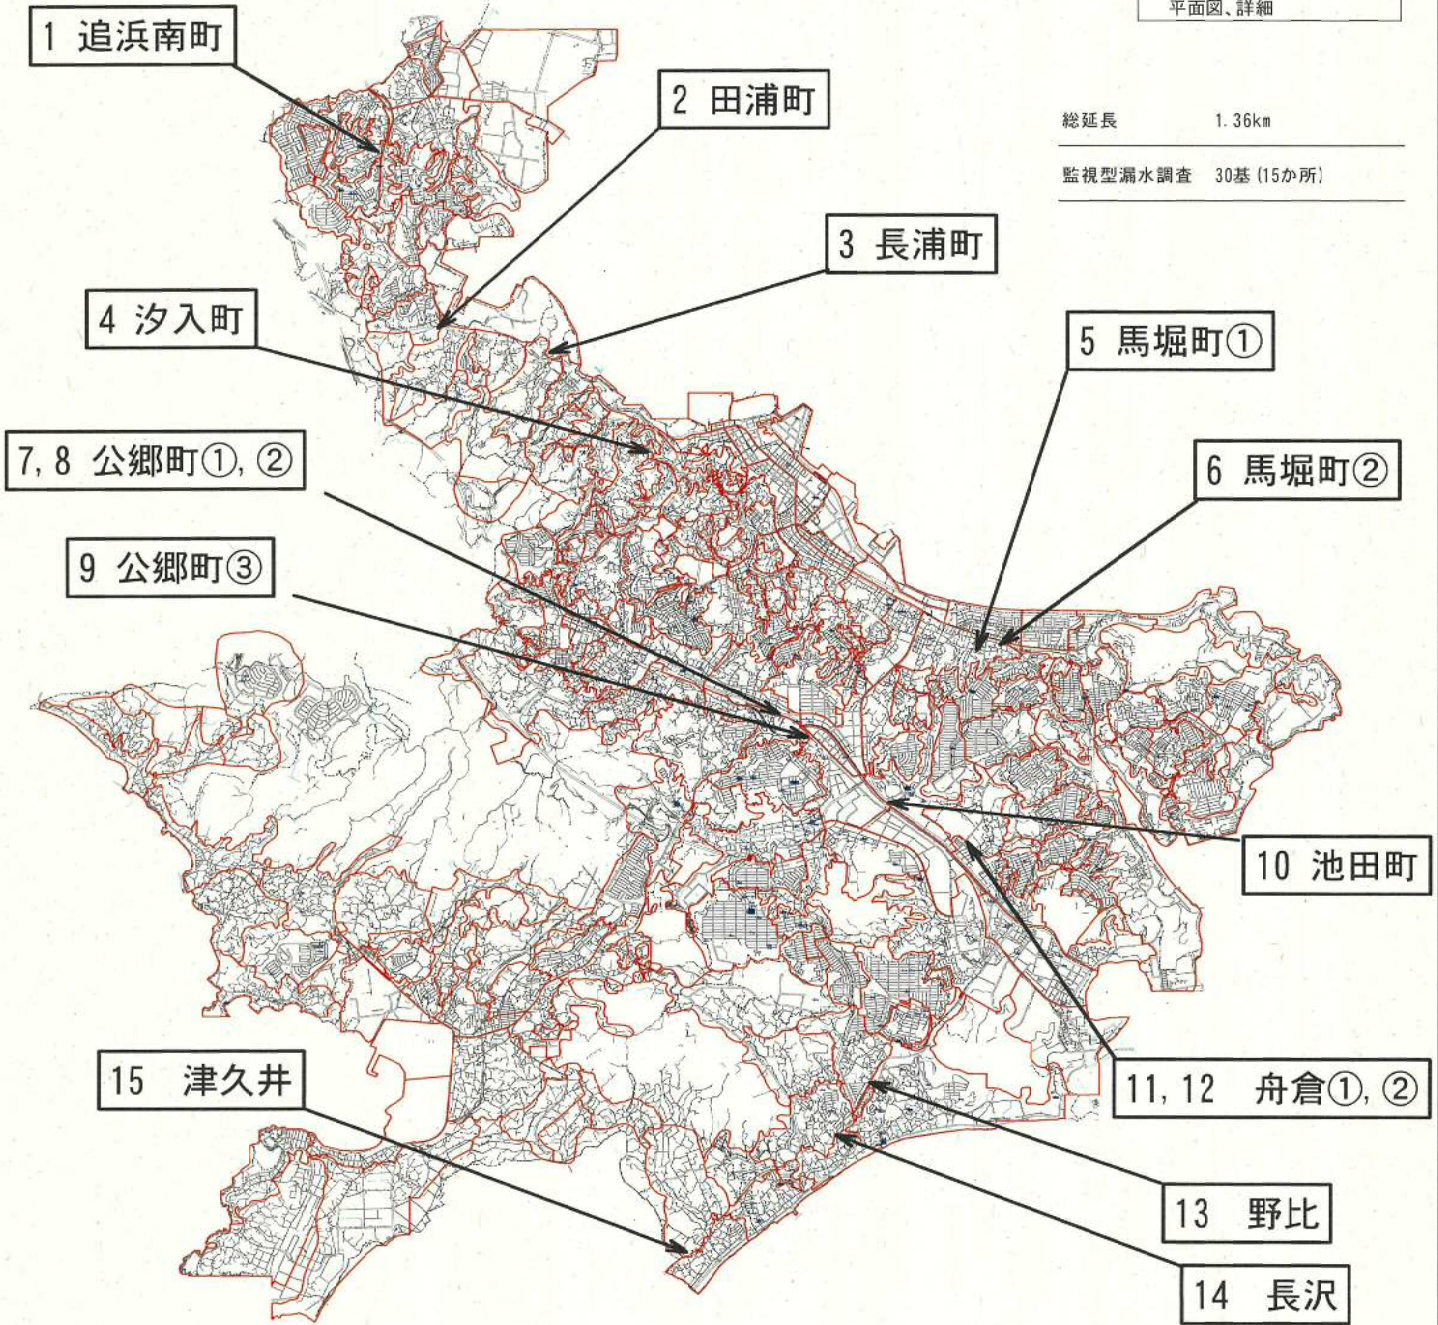 平面図、詳細
1 追浜南町
2 田浦町
総延長 1.36km
監視型漏水調査 30基(15か所)
3 長浦町
4 汐入町
5 馬堀町①
7,8 公郷町①,②
6 馬堀町②
9 公郷町③
10 池田町
15 津久井
11,12 舟倉①,②
13 野比
14 長沢